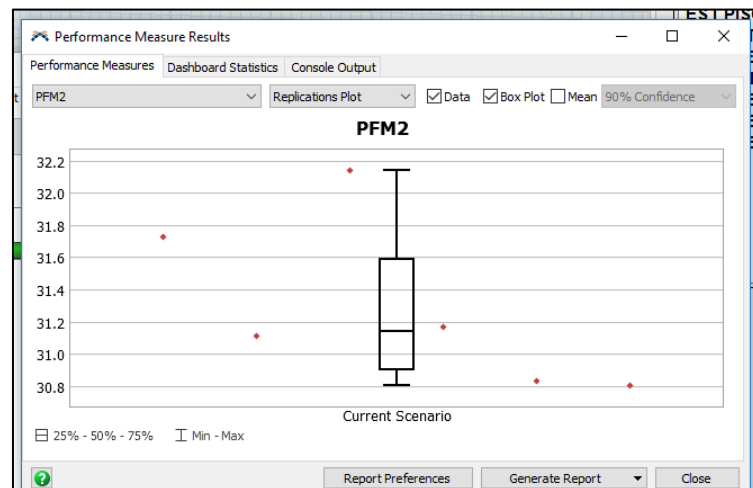 EST PISO
Performance Measure Results
Performance Measures Dashboard Statistics Console Output
PFM2 Replications Plot Data Box Plot Mean 90% Confidence
PFM2
32.2
32.0
31.8
31.6
31.4
31.2
31.0
30.8
Current Scenario
25% - 50% - 75% Min - Max
Report Preferences Generate Report Close